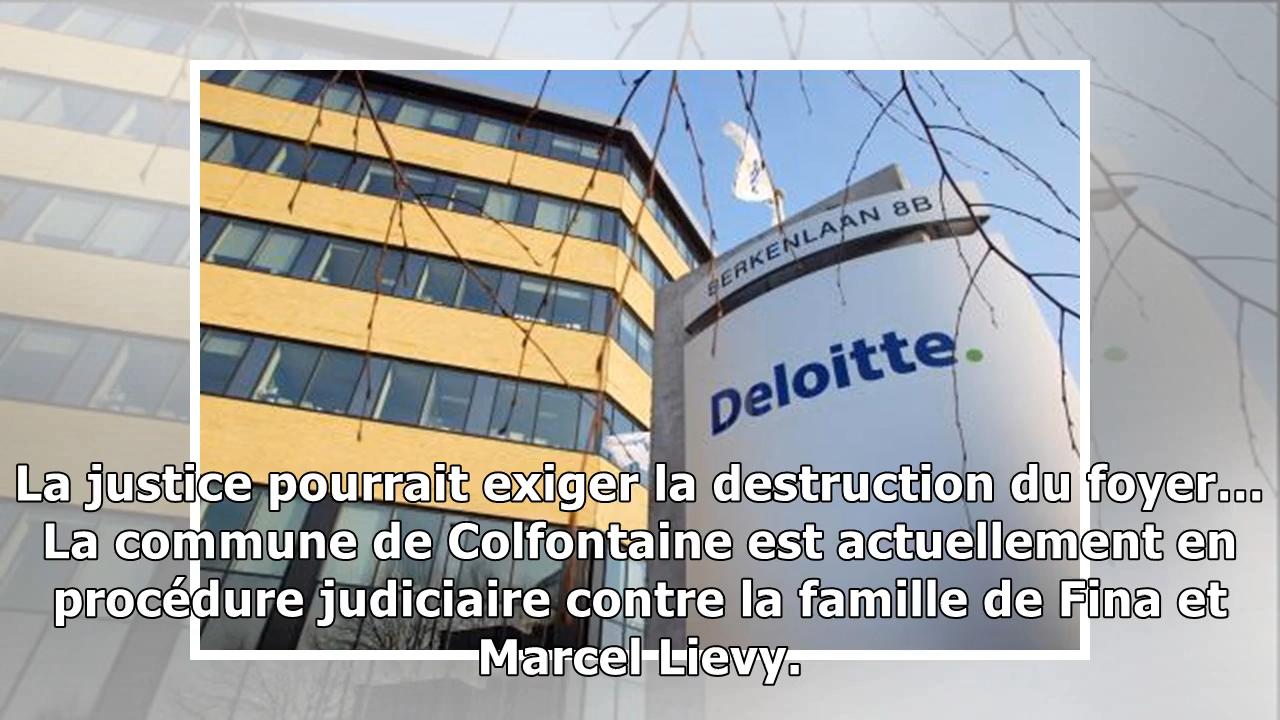 BERKENLAAN 8B
Deloitte.
La justice pourrait exiger la destruction du foyer...
La commune de Colfontaine est actuellement en
procédure judiciaire contre la famille de Fina et
Marcel Lievy.